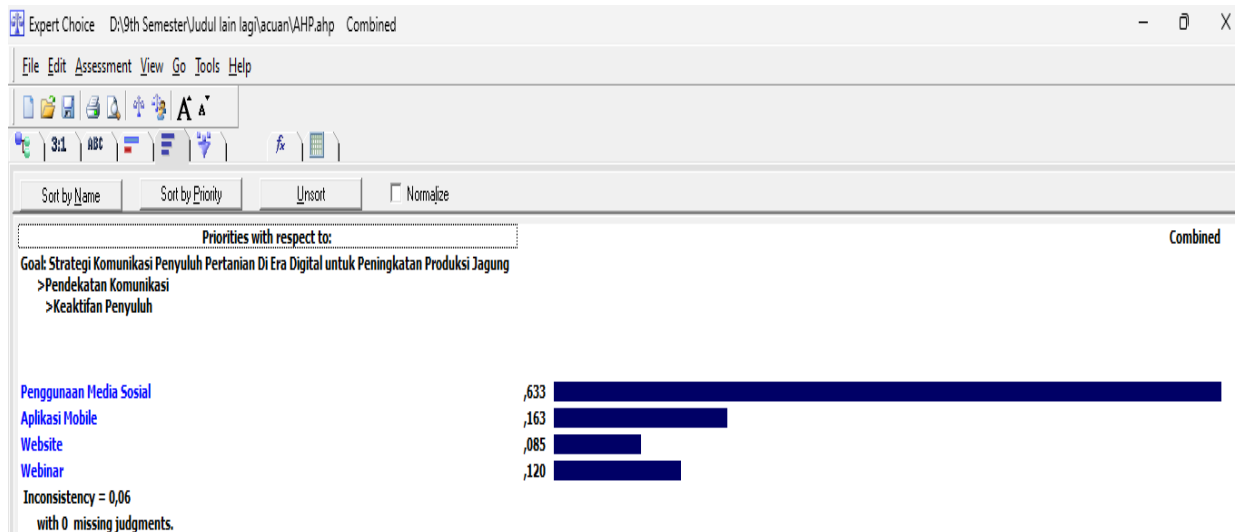 Expert Choice D:\9th Semester\Judul lain lagi\acuan\AHP.ahp Combined
File Edit Assessment View Go Tools Help
A A
3:1 ABC fx
Sort by Name Sort by Priority Unsort Normalize
Priorities with respect to: Combined
Goal: Strategi Komunikasi Penyuluh Pertanian Di Era Digital untuk Peningkatan Produksi Jagung
>Pendekatan Komunikasi
>Keaktifan Penyuluh
Penggunaan Media Sosial ,633
Aplikasi Mobile ,163
Website ,085
Webinar ,120
Inconsistency = 0,06
with 0 missing judgments.